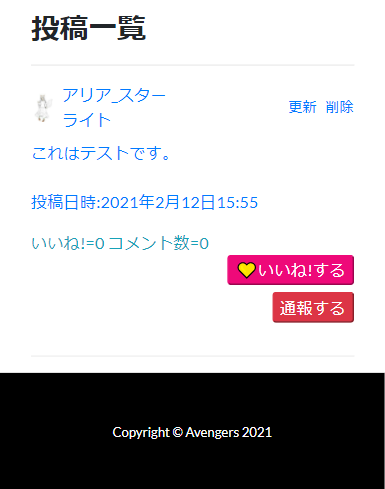 投稿一覧
アリア_スター
ライト
更新 削除
これはテストです。
投稿日時:2021年2月12日15:55
いいね!=0 コメント数=0
いいね!する
通報する
Copyright © Avengers 2021